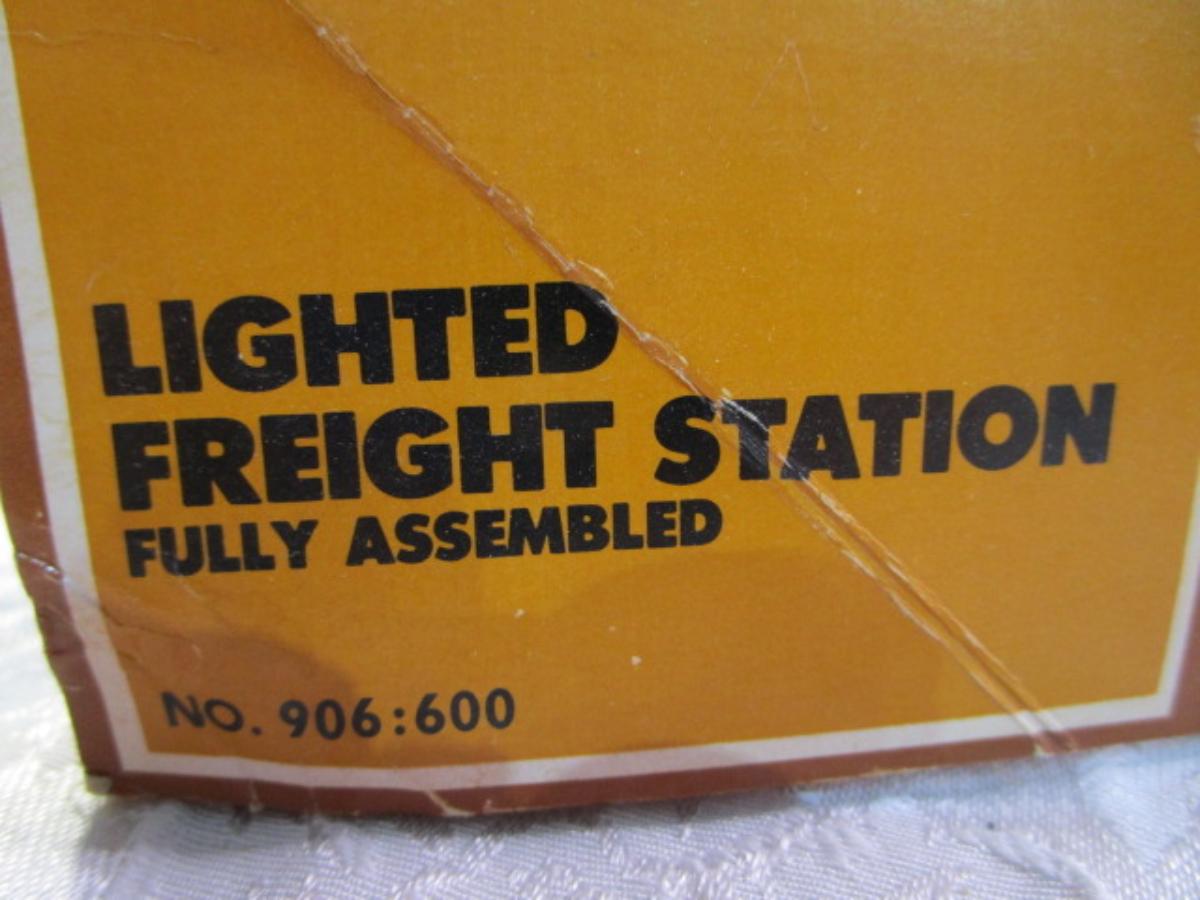 LIGHTED
FREIGHT STATION
FULLY ASSEMBLED
NO. 906:600